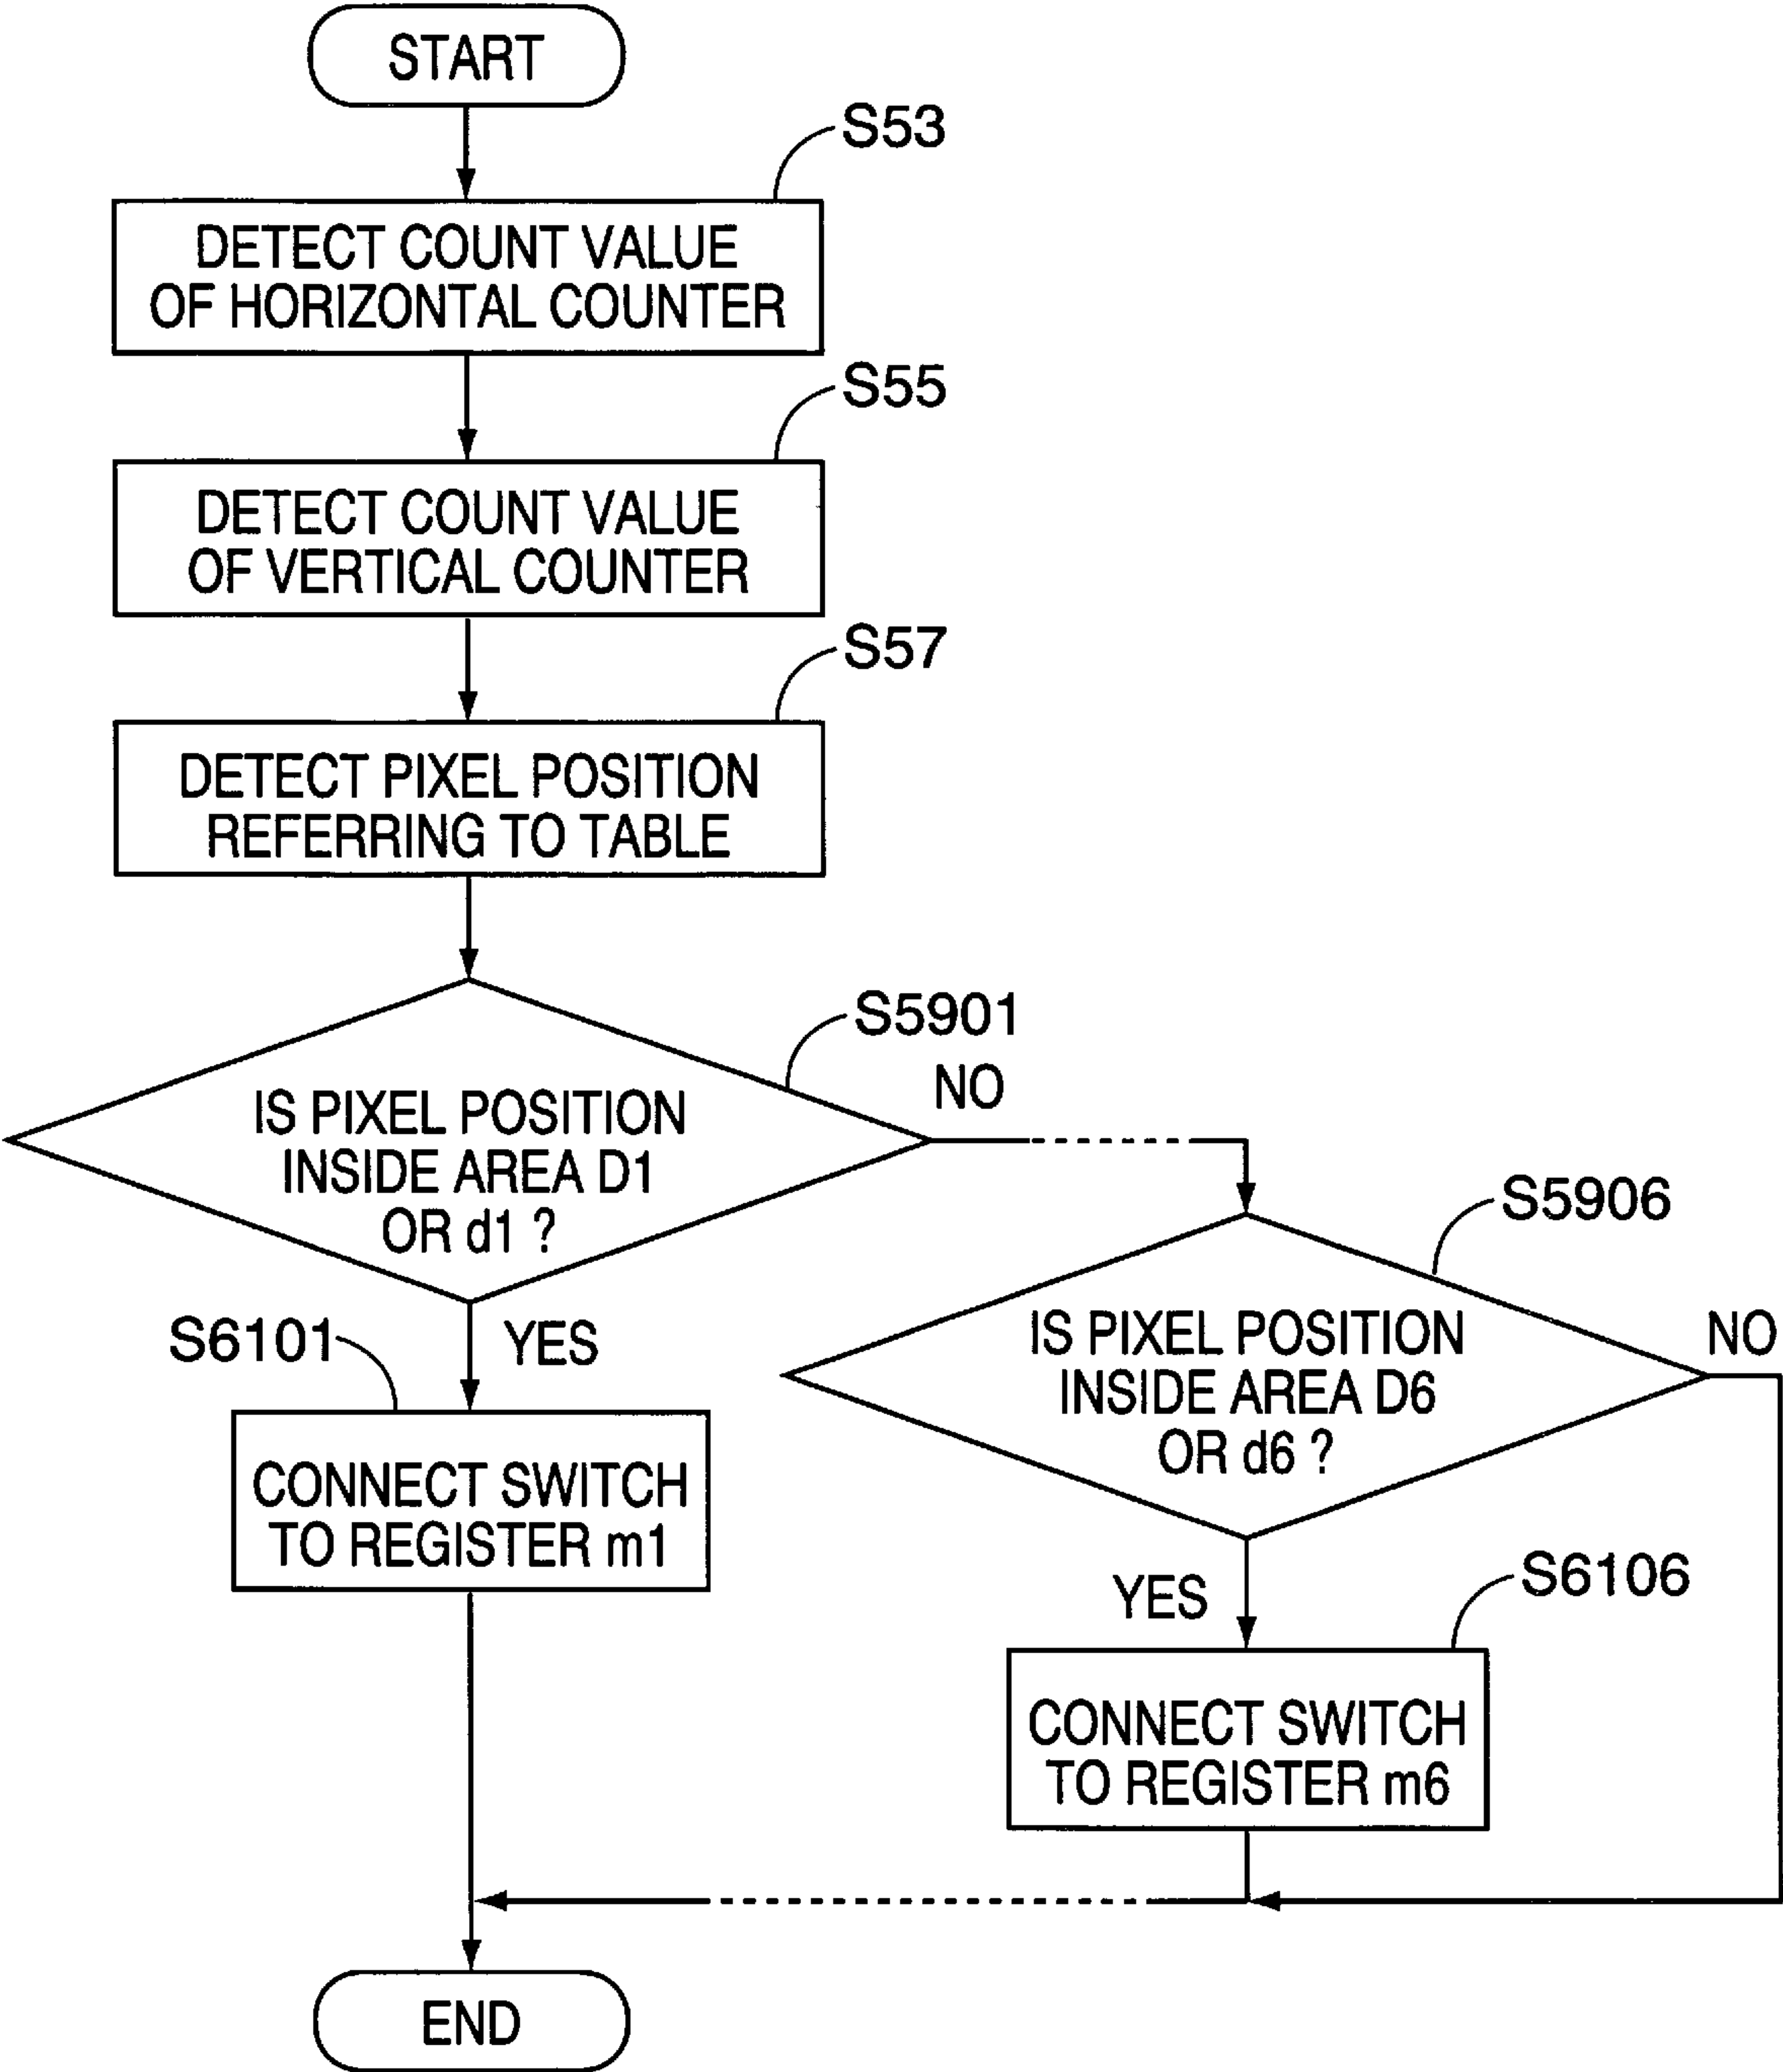 START
S53
DETECT COUNT VALUE
OF HORIZONTAL COUNTER
S55
DETECT COUNT VALUE
OF VERTICAL COUNTER
S57
DETECT PIXEL POSITION
REFERRING TO TABLE
S5901
NO
IS PIXEL POSITION
INSIDE AREA D1
OR d1 ?
S5906
IS PIXEL POSITION
INSIDE AREA D6
OR d6 ?
NO
S6101
YES
CONNECT SWITCH
TO REGISTER m1
YES
S6106
CONNECT SWITCH
TO REGISTER m6
END